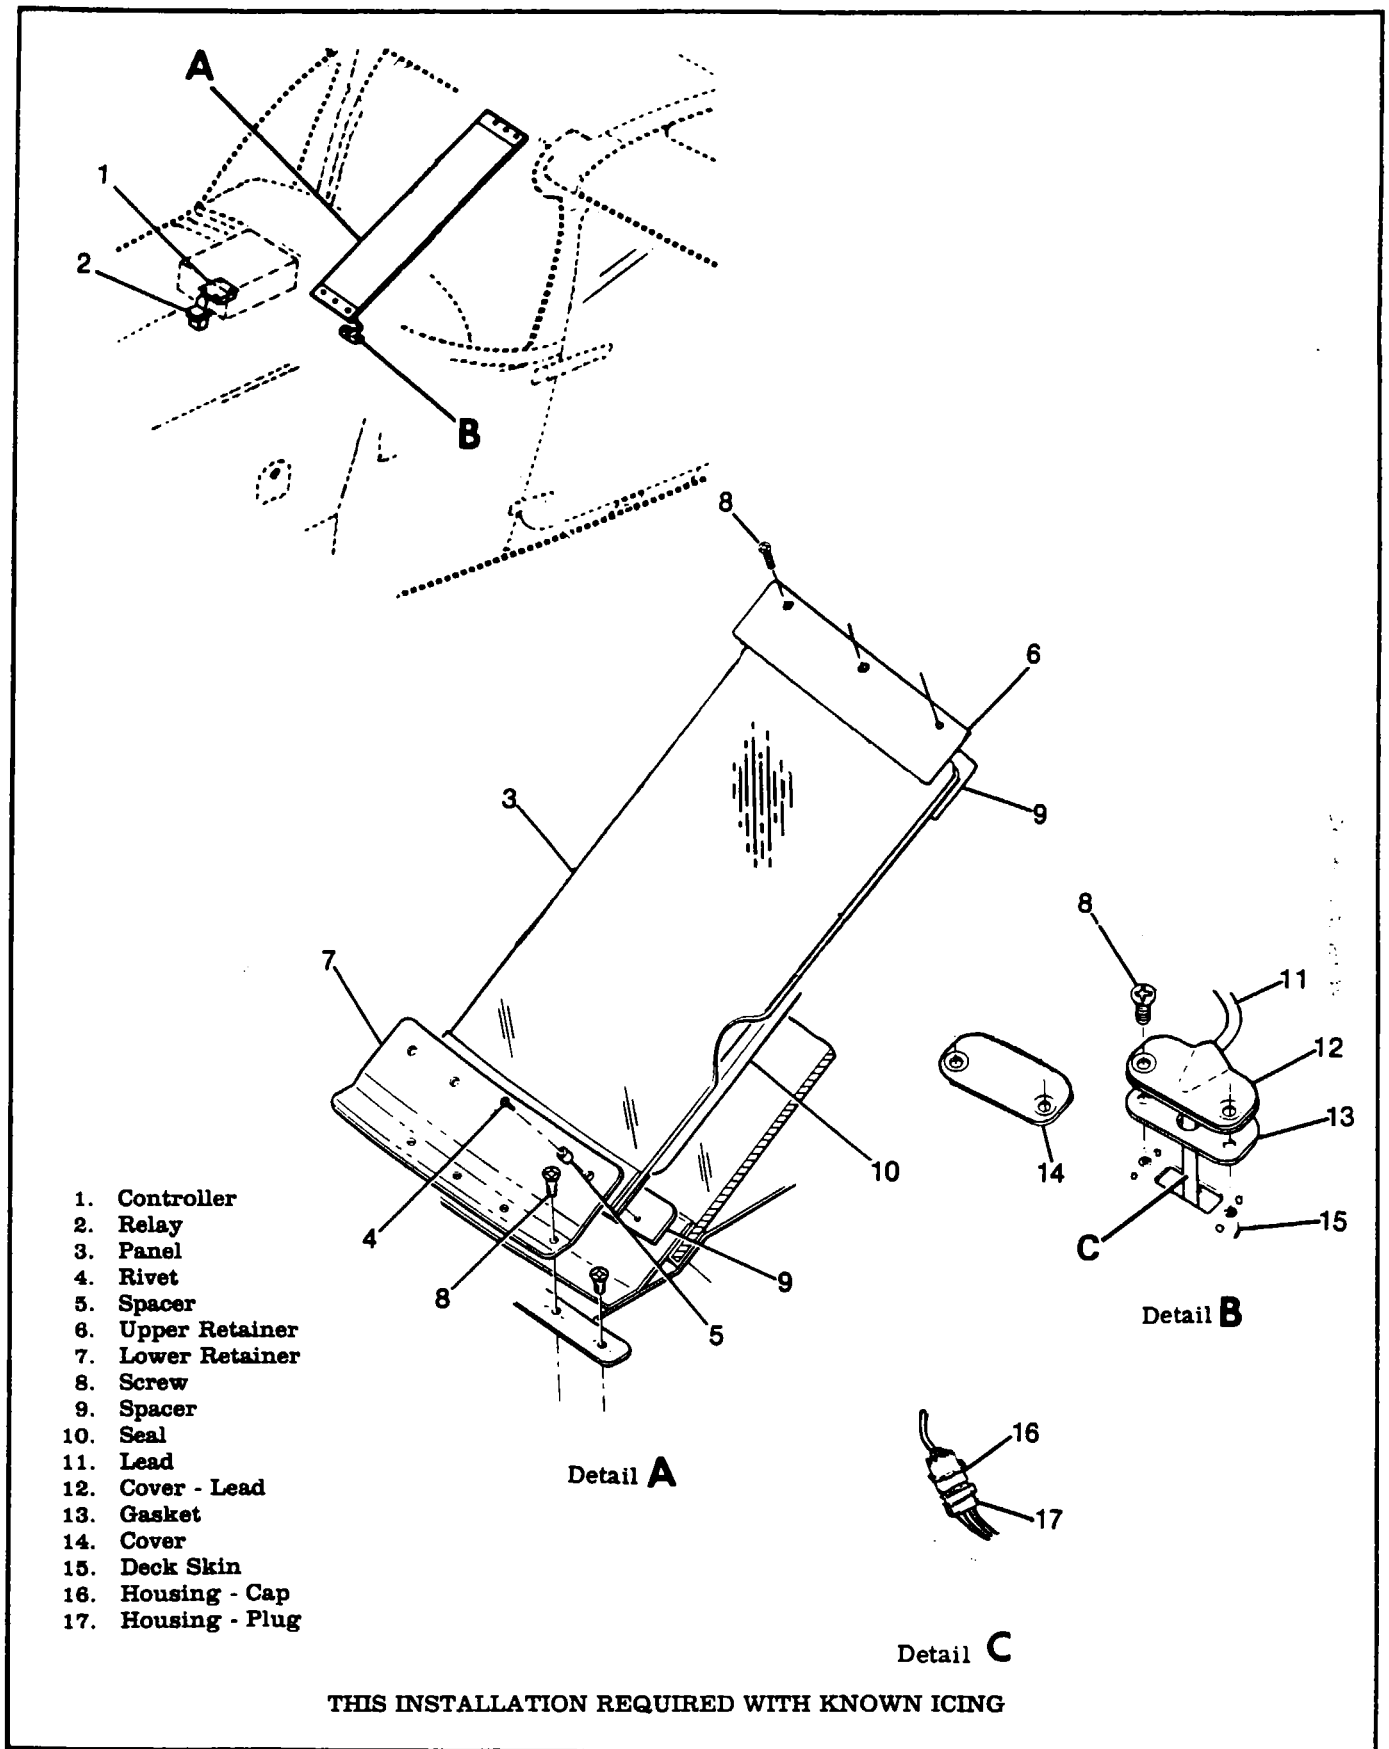 A
1
2
B
8
6
3
9
8
7
11
12
13
10
14
15
C
4
9
8
5
Detail B
1. Controller
2. Relay
3. Panel
4. Rivet
5. Spacer
6. Upper Retainer
7. Lower Retainer
8. Screw
9. Spacer
10. Seal
11. Lead
12. Cover - Lead
13. Gasket
14. Cover
15. Deck Skin
16. Housing - Cap
17. Housing - Plug
Detail A
16
17
Detail C
THIS INSTALLATION REQUIRED WITH KNOWN ICING